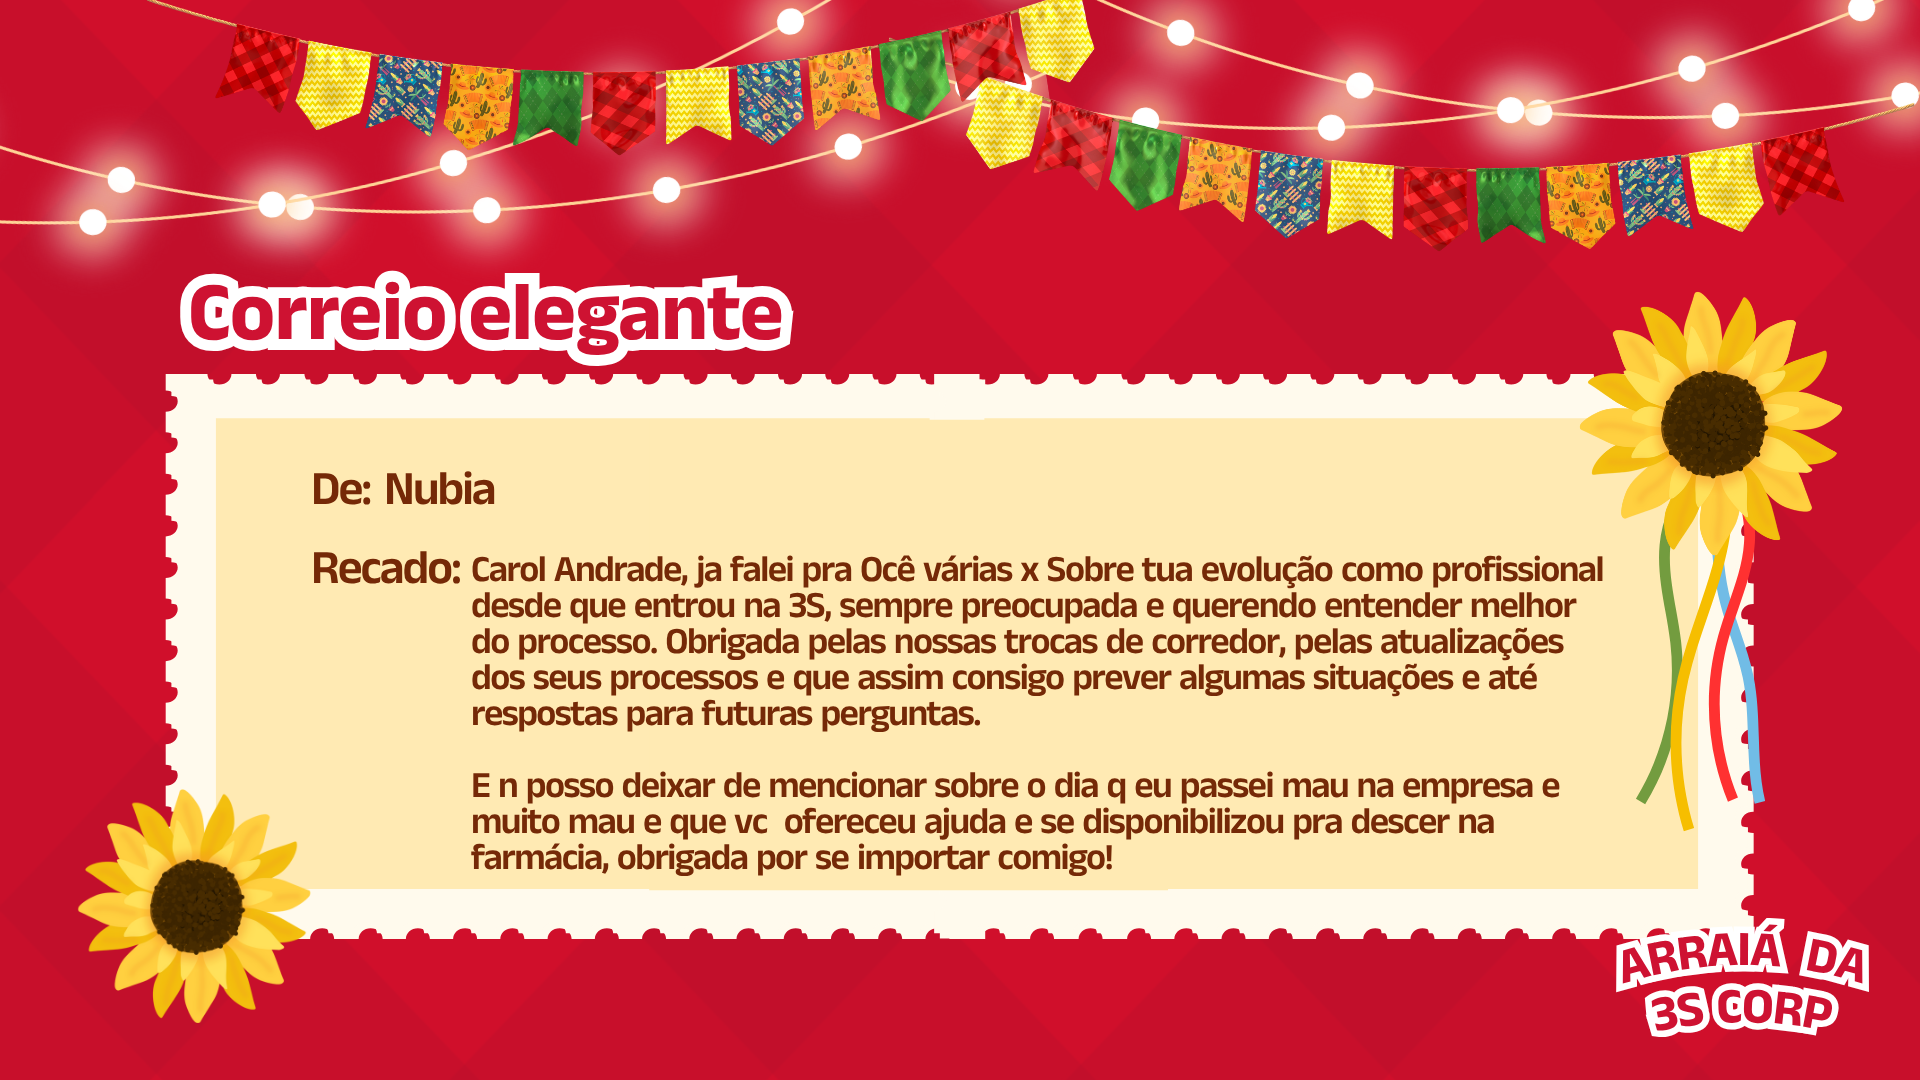 Correio elegante
De: Nubia
Recado: Carol Andrade, ja falei pra Ocê várias x Sobre tua evolução como profissional
desde que entrou na 3S, sempre preocupada e querendo entender melhor
do processo. Obrigada pelas nossas trocas de corredor, pelas atualizações
dos seus processos e que assim consigo prever algumas situações e até
respostas para futuras perguntas.
E n posso deixar de mencionar sobre o dia q eu passei mau na empresa e
muito mau e que vc  ofereceu ajuda e se disponibilizou pra descer na
farmácia, obrigada por se importar comigo!
ARRAIÁ DA
3S CORP